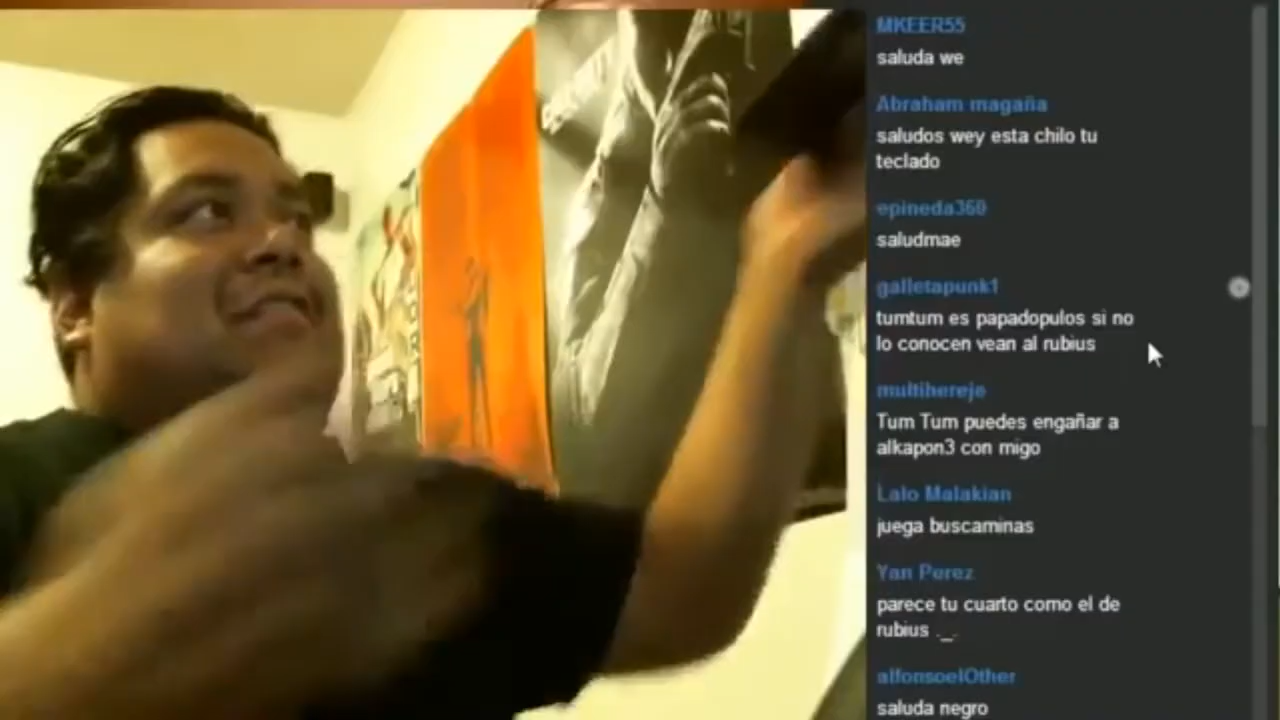 MKEER55
saluda we
Abraham magaña
saludos wey esta chilo tu
teclado
epineda360
saludmae
galletapunk1
tumtum es papadopulos si no
lo conocen vean al rubius
multihereje
Tum Tum puedes engañar a
alkapon3 con migo
Lalo Malakian
juega buscaminas
Yan Perez
parece tu cuarto como el de
rubius ._.
alfonsoelOther
saluda negro